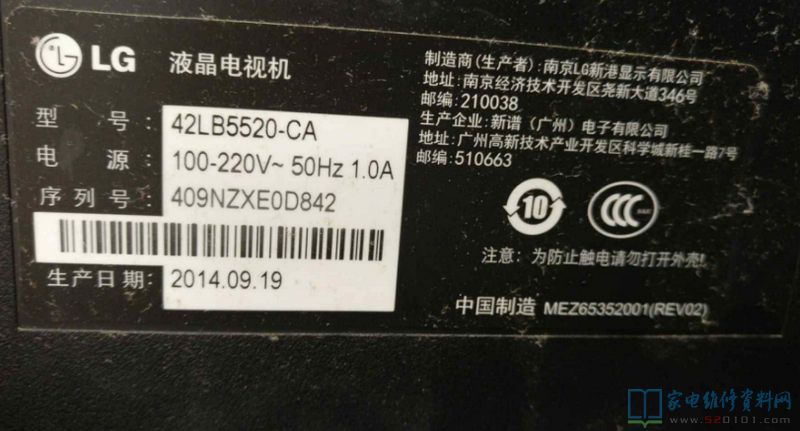 LG 液晶电视机
型 号: 42LB5520-CA
电 源: 100-220V~ 50Hz 1.0A
序 列 号: 409NZXE0D842
生产日期: 2014.09.19
制造商(生产者): 南京LG新港显示有限公司
地址: 南京经济技术开发区尧新大道346号
邮编: 210038
生产企业: 新谱 (广州) 电子有限公司
地址: 广州高新技术产业开发区科学城新桂一路7号
邮编: 510663
10
CCC
注意: 为防止触电请勿打开外壳!
中国制造 MEZ65352001(REV02)
家电维修资料网
www.520101.com